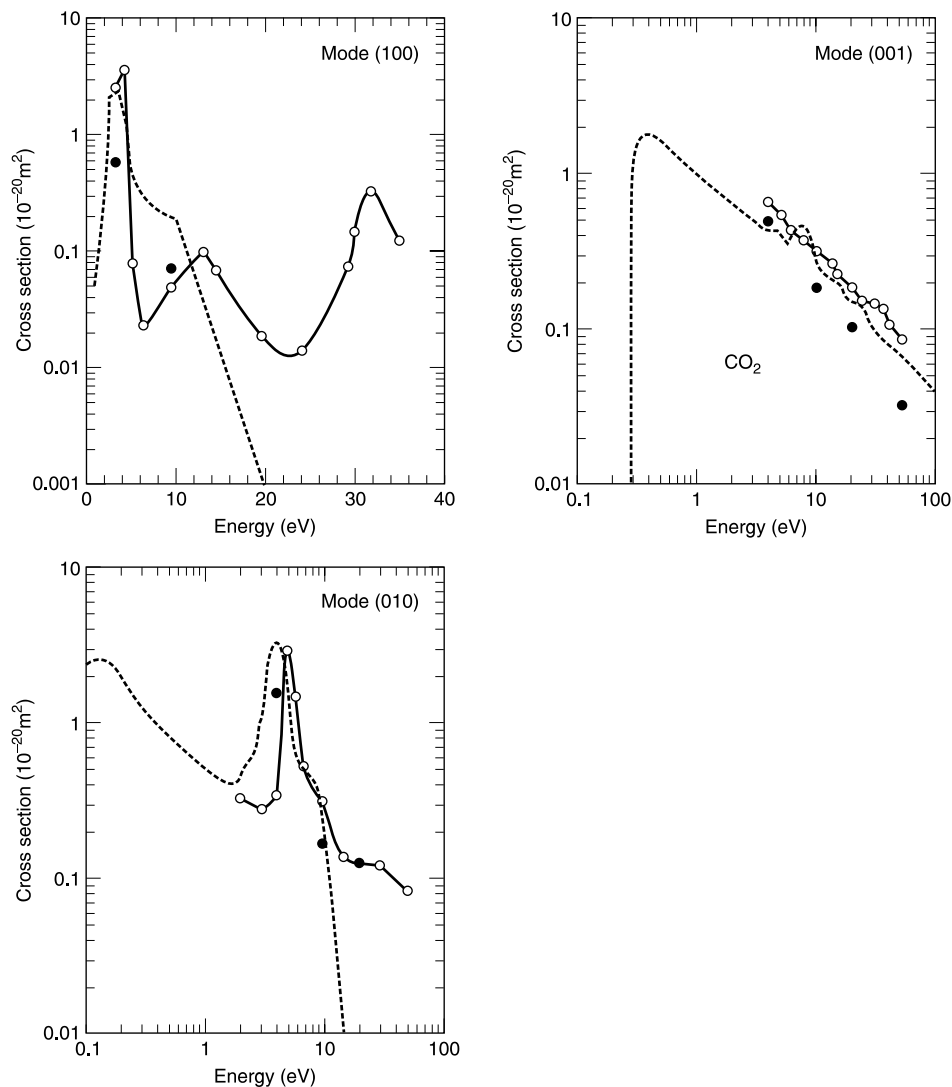 10
1
0.1
0.01
0.001
Cross section (10⁻²⁰m²)
Mode (100)
0 10 20 30 40
Energy (eV)
10
1
0.1
0.01
Cross section (10⁻²⁰m²)
Mode (001)
CO₂
0.1 1 10 100
Energy (eV)
10
1
0.1
0.01
Cross section (10⁻²⁰m²)
Mode (010)
0.1 1 10 100
Energy (eV)